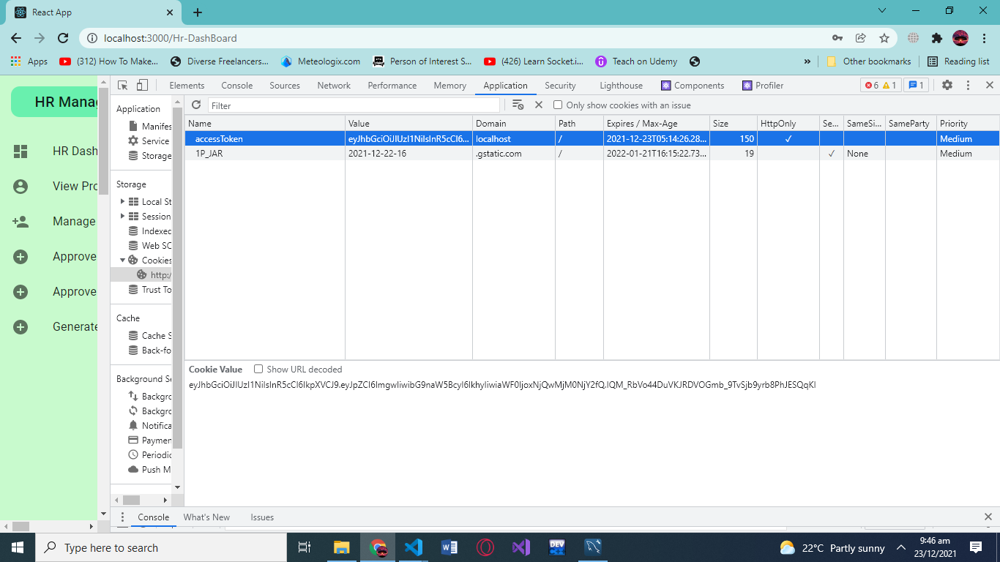 React App
localhost:3000/Hr-DashBoard
Apps (312) How To Make... Diverse Freelancers... Meteologix.com Person of Interest S... (426) Learn Socket.i... Teach on Udemy » Other bookmarks Reading list
HR Manag
HR Dash
View Pro
Manage
Approve
Approve
Generate
Elements Console Sources Network Performance Memory Application Security Lighthouse Components Profiler 6 1 1
Application
Manifes
Service
Storage
Storage
Local St
Session
Indexed
Web SQ
Cookies
http:/
Trust To
Cache
Cache S
Back-fo
Background Se
Backgro
Backgro
Notifica
Paymen
Periodic
Push M
Filter Only show cookies with an issue
Name Value Domain Path Expires / Max-Age Size HttpOnly Se... SameSi... SameParty Priority
accessToken eyJhbGciOiJIUzI1NiIsInR5cCI6... localhost / 2021-12-23T05:14:26.28... 150 ✓ Medium
1P_JAR 2021-12-22-16 .gstatic.com / 2022-01-21T16:15:22.73... 19 ✓ None Medium
Cookie Value Show URL decoded
Console What's New Issues
Type here to search
DEV
22°C Partly sunny
9:46 am
23/12/2021